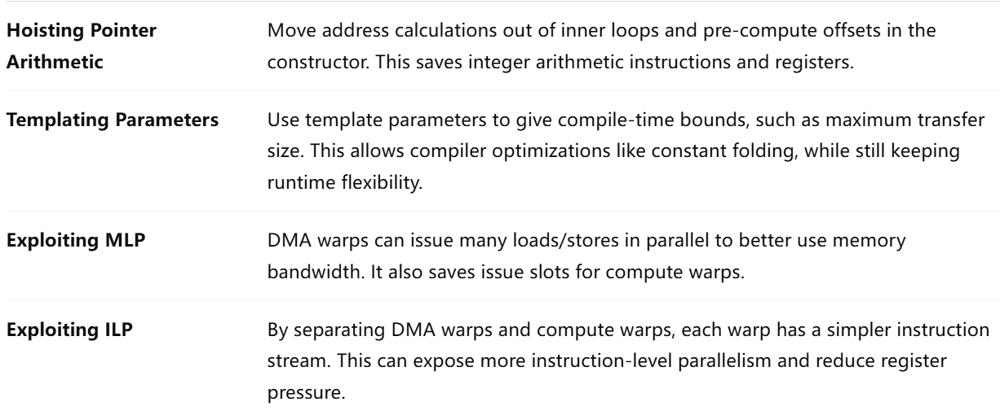 Hoisting Pointer
Arithmetic
Move address calculations out of inner loops and pre-compute offsets in the
constructor. This saves integer arithmetic instructions and registers.
Templating Parameters
Use template parameters to give compile-time bounds, such as maximum transfer
size. This allows compiler optimizations like constant folding, while still keeping
runtime flexibility.
Exploiting MLP
DMA warps can issue many loads/stores in parallel to better use memory
bandwidth. It also saves issue slots for compute warps.
Exploiting ILP
By separating DMA warps and compute warps, each warp has a simpler instruction
stream. This can expose more instruction-level parallelism and reduce register
pressure.